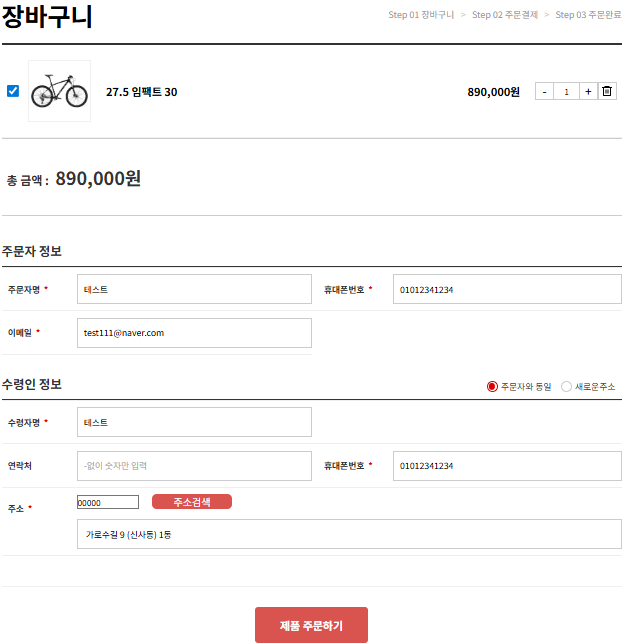 장바구니
Step 01 장바구니 > Step 02 주문결제 > Step 03 주문완료
27.5 임팩트 30 890,000원 - 1 +
총 금액 : 890,000원
주문자 정보
주문자명 * 테스트 휴대폰번호 * 01012341234
이메일 * test111@naver.com
수령인 정보 주문자와 동일 새로운주소
수령자명 * 테스트
연락처 -없이 숫자만 입력 휴대폰번호 * 01012341234
주소 * 00000 주소검색
가로수길 9 (신사동) 1동
제품 주문하기